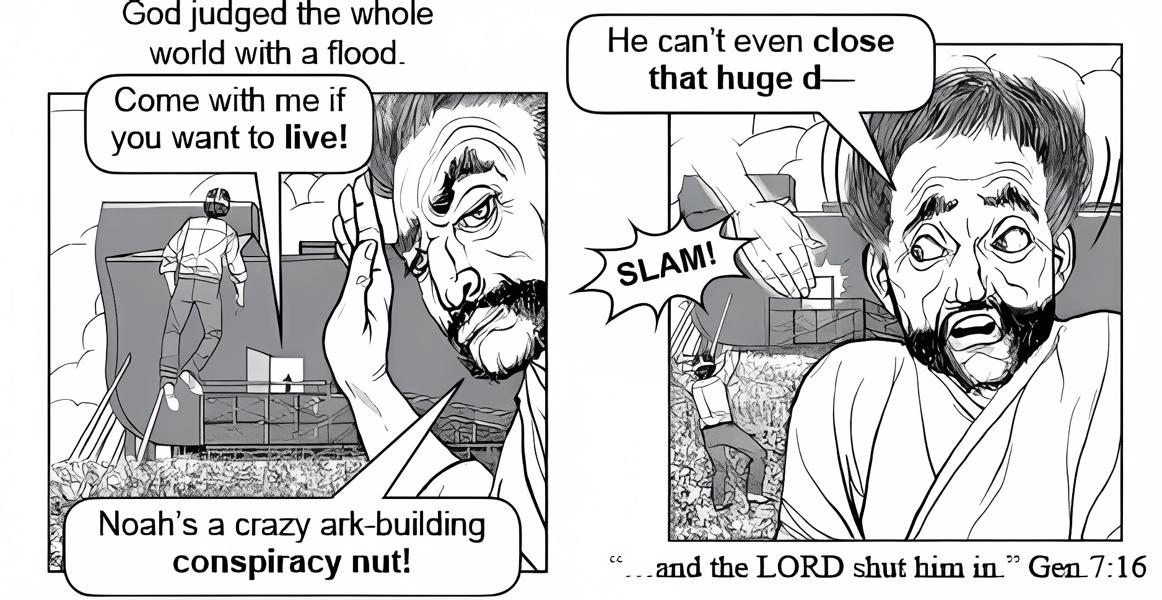 God judged the whole
world with a flood.
Come with me if
you want to live!
Noah's a crazy ark-building
conspiracy nut!
He can't even close
that huge d—
SLAM!
“...and the LORD shut him in.” Gen.7:16